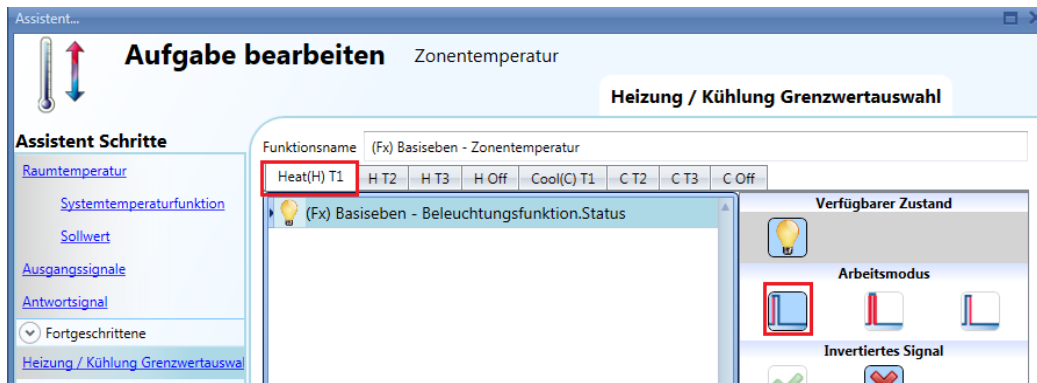 Assistent...
Aufgabe bearbeiten Zonentemperatur
Heizung / Kühlung Grenzwertauswahl
Assistent Schritte
Raumtemperatur
Systemtemperaturfunktion
Sollwert
Ausgangssignale
Antwortsignal
Fortgeschrittene
Heizung / Kühlung Grenzwertauswal
Funktionsname (Fx) Basiseben - Zonentemperatur
Heat(H) T1 H T2 H T3 H Off Cool(C) T1 C T2 C T3 C Off
(Fx) Basiseben - Beleuchtungsfunktion.Status
Verfügbarer Zustand
Arbeitsmodus
Invertiertes Signal